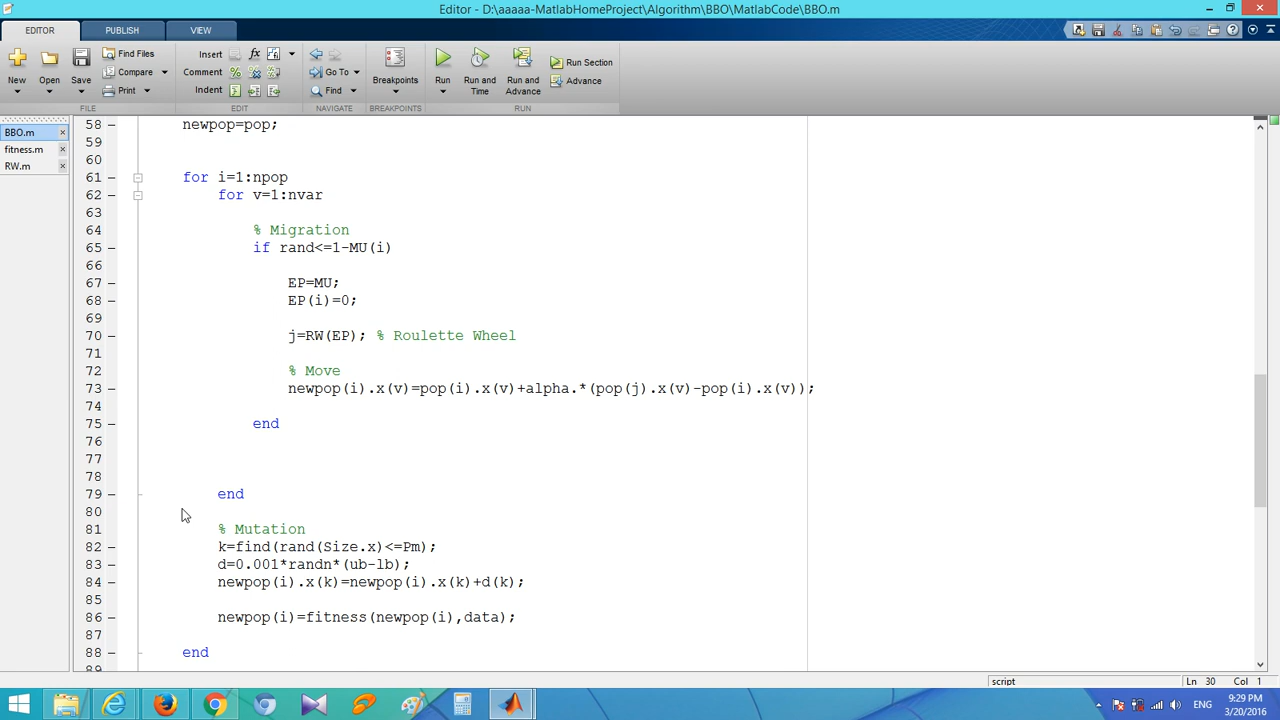 Editor - D:\aaaaa-MatlabHomeProject\Algorithm\BBO\MatlabCode\BBO.m
EDITOR PUBLISH VIEW
New Open Save Find Files Compare Print
Insert Comment Indent
Go To Find
Breakpoints
Run Run and Time Run and Advance Run Section Advance
FILE EDIT NAVIGATE BREAKPOINTS RUN
BBO.m
fitness.m
RW.m
58 newpop=pop;
59
60
61 for i=1:npop
62 for v=1:nvar
63
64 % Migration
65 if rand<=1-MU(i)
66
67 EP=MU;
68 EP(i)=0;
69
70 j=RW(EP); % Roulette Wheel
71
72 % Move
73 newpop(i).x(v)=pop(i).x(v)+alpha.*(pop(j).x(v)-pop(i).x(v));
74
75 end
76
77
78
79 end
80
81 % Mutation
82 k=find(rand(Size.x)<=Pm);
83 d=0.001*randn*(ub-lb);
84 newpop(i).x(k)=newpop(i).x(k)+d(k);
85
86 newpop(i)=fitness(newpop(i),data);
87
88 end
89
script Ln 30 Col 1
ENG 9:29 PM
3/20/2016